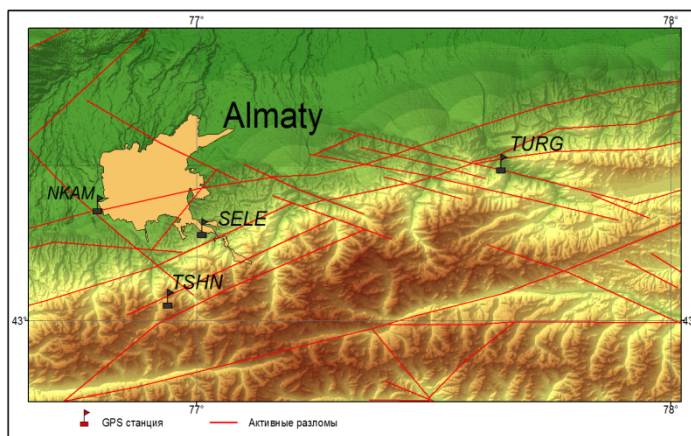 77°
78°
Almaty
TURG
NKAM
SELE
TSHN
43°
43
77°
78°
GPS станция
Активные разломы